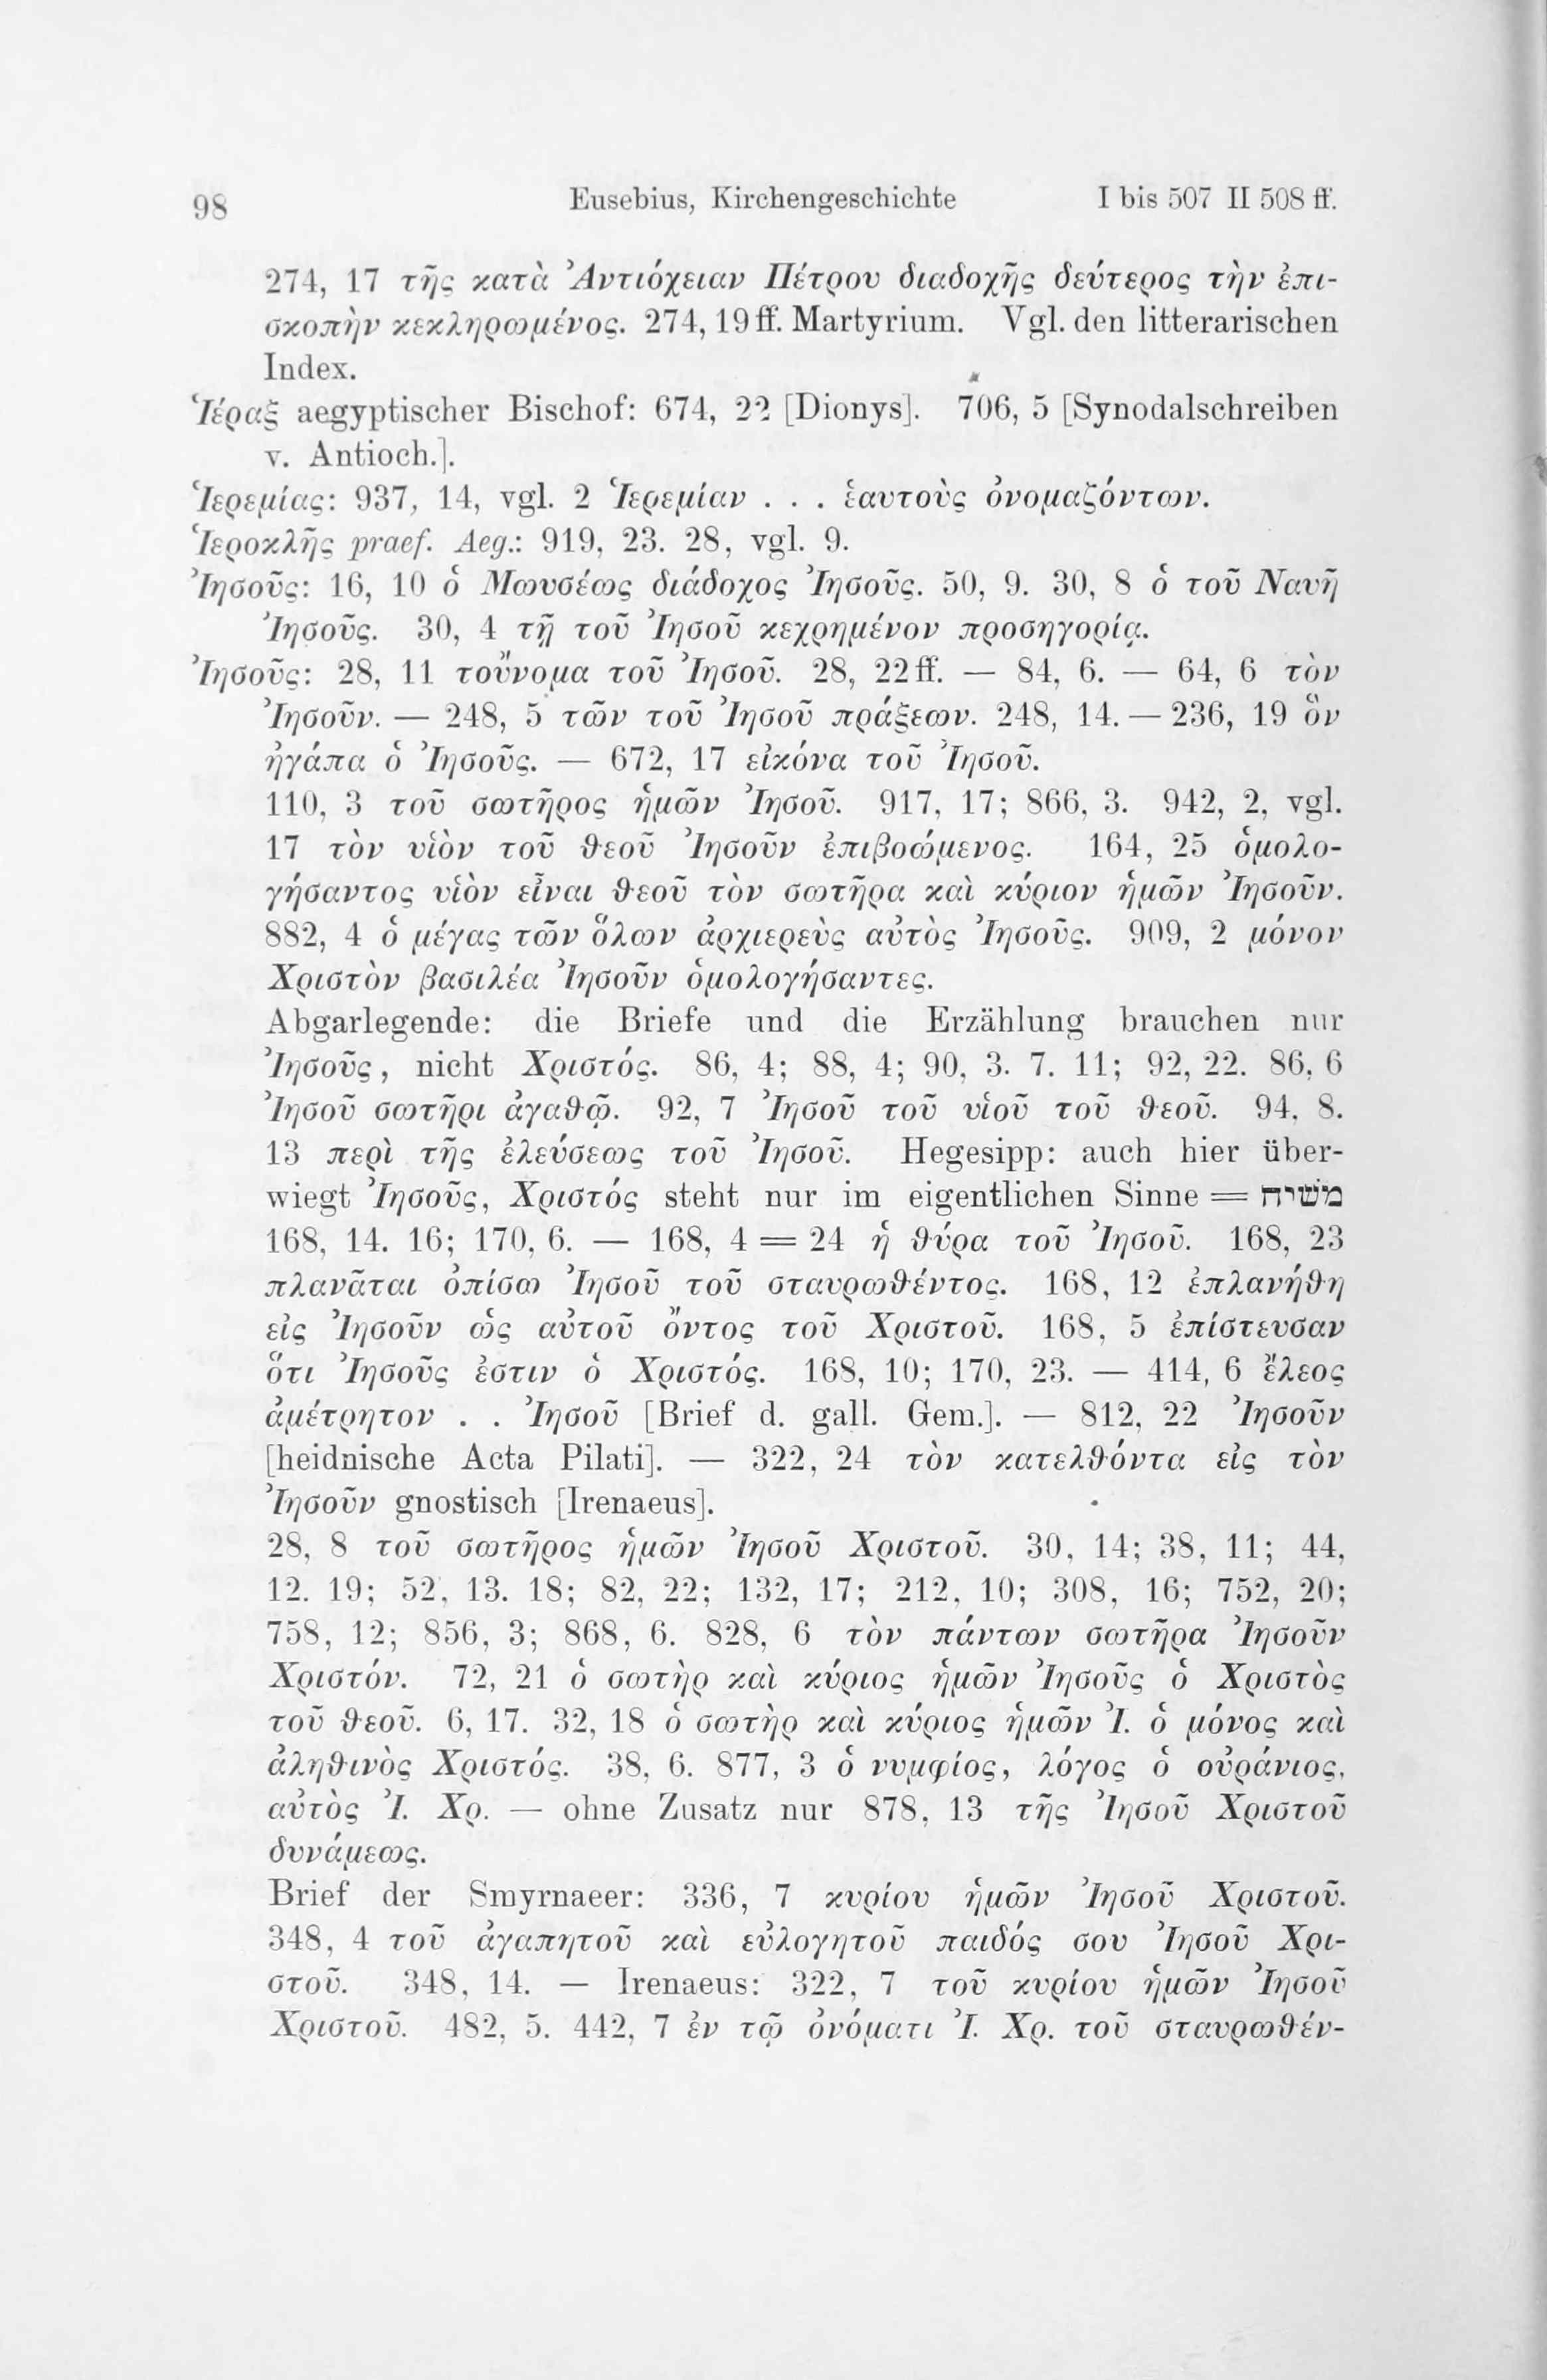 98 Eusebius, Kirchengeschichte I bis 507 II 508 ff.
274, 17 τῆς κατὰ Ἀντιόχειαν Πέτρου διαδοχῆς δεύτερος τὴν ἐπι-
σκοπὴν κεκληρωμένος. 274, 19 ff. Martyrium. Vgl. den litterarischen
Index.
Ἱέραξ aegyptischer Bischof: 674, 22 [Dionys]. 706, 5 [Synodalschreiben
v. Antioch.].
Ἱερεμίας: 937, 14, vgl. 2 Ἱερεμίαν . . . ἑαυτοὺς ὀνομαζόντων.
Ἱεροκλῆς praef. Aeg.: 919, 23. 28, vgl. 9.
Ἰησοῦς: 16, 10 ὁ Μωυσέως διάδοχος Ἰησοῦς. 50, 9. 30, 8 ὁ τοῦ Ναυῆ
Ἰησοῦς. 30, 4 τῇ τοῦ Ἰησοῦ κεχρημένον προσηγορίᾳ.
Ἰησοῦς: 28, 11 τοὔνομα τοῦ Ἰησοῦ. 28, 22 ff. — 84, 6. — 64, 6 τὸν
Ἰησοῦν. — 248, 5 τῶν τοῦ Ἰησοῦ πράξεων. 248, 14. — 236, 19 ὃν
ἠγάπα ὁ Ἰησοῦς. — 672, 17 εἰκόνα τοῦ Ἰησοῦ.
110, 3 τοῦ σωτῆρος ἡμῶν Ἰησοῦ. 917, 17; 866, 3. 942, 2, vgl.
17 τὸν υἱὸν τοῦ θεοῦ Ἰησοῦν ἐπιβοώμενος. 164, 25 ὁμολο-
γήσαντος υἱὸν εἶναι θεοῦ τὸν σωτῆρα καὶ κύριον ἡμῶν Ἰησοῦν.
882, 4 ὁ μέγας τῶν ὅλων ἀρχιερεὺς αὐτὸς Ἰησοῦς. 909, 2 μόνον
Χριστὸν βασιλέα Ἰησοῦν ὁμολογήσαντες.
Abgarlegende: die Briefe und die Erzählung brauchen nur
Ἰησοῦς, nicht Χριστός. 86, 4; 88, 4; 90, 3. 7. 11; 92, 22. 86, 6
Ἰησοῦ σωτῆρι ἀγαθῷ. 92, 7 Ἰησοῦ τοῦ υἱοῦ τοῦ θεοῦ. 94, 8.
13 περὶ τῆς ἐλεύσεως τοῦ Ἰησοῦ. Hegesipp: auch hier über-
wiegt Ἰησοῦς, Χριστός steht nur im eigentlichen Sinne = משיח
168, 14. 16; 170, 6. — 168, 4 = 24 ἡ θύρα τοῦ Ἰησοῦ. 168, 23
πλανᾶται ὀπίσω Ἰησοῦ τοῦ σταυρωθέντος. 168, 12 ἐπλανήθη
εἰς Ἰησοῦν ὡς αὐτοῦ ὄντος τοῦ Χριστοῦ. 168, 5 ἐπίστευσαν
ὅτι Ἰησοῦς ἐστιν ὁ Χριστός. 168, 10; 170, 23. — 414, 6 ἔλεος
ἀμέτρητον . . Ἰησοῦ [Brief d. gall. Gem.]. — 812, 22 Ἰησοῦν
[heidnische Acta Pilati]. — 322, 24 τὸν κατελθόντα εἰς τὸν
Ἰησοῦν gnostisch [Irenaeus].
28, 8 τοῦ σωτῆρος ἡμῶν Ἰησοῦ Χριστοῦ. 30, 14; 38, 11; 44,
12. 19; 52, 13. 18; 82, 22; 132, 17; 212, 10; 308, 16; 752, 20;
758, 12; 856, 3; 868, 6. 828, 6 τὸν πάντων σωτῆρα Ἰησοῦν
Χριστόν. 72, 21 ὁ σωτὴρ καὶ κύριος ἡμῶν Ἰησοῦς ὁ Χριστὸς
τοῦ θεοῦ. 6, 17. 32, 18 ὁ σωτὴρ καὶ κύριος ἡμῶν Ἰ. ὁ μόνος καὶ
ἀληθινὸς Χριστός. 38, 6. 877, 3 ὁ νυμφίος, λόγος ὁ οὐράνιος,
αὐτὸς Ἰ. Χρ. — ohne Zusatz nur 878, 13 τῆς Ἰησοῦ Χριστοῦ
δυνάμεως.
Brief der Smyrnaeer: 336, 7 κυρίου ἡμῶν Ἰησοῦ Χριστοῦ.
348, 4 τοῦ ἀγαπητοῦ καὶ εὐλογητοῦ παιδός σου Ἰησοῦ Χρι-
στοῦ. 348, 14. — Irenaeus: 322, 7 τοῦ κυρίου ἡμῶν Ἰησοῦ
Χριστοῦ. 482, 5. 442, 7 ἐν τῷ ὀνόματι Ἰ. Χρ. τοῦ σταυρωθέν-